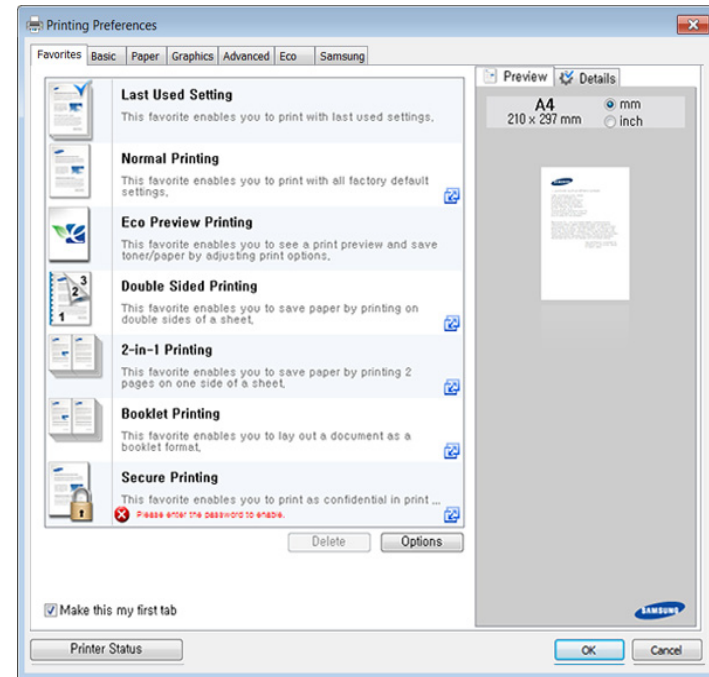 Printing Preferences
Favorites Basic Paper Graphics Advanced Eco Samsung
Last Used Setting
This favorite enables you to print with last used settings.
Normal Printing
This favorite enables you to print with all factory default
settings.
Eco Preview Printing
This favorite enables you to see a print preview and save
toner/paper by adjusting print options.
Double Sided Printing
This favorite enables you to save paper by printing on
double sides of a sheet.
1
2
3
2-in-1 Printing
This favorite enables you to save paper by printing 2
pages on one side of a sheet.
Booklet Printing
This favorite enables you to lay out a document as a
booklet format.
Secure Printing
This favorite enables you to print as confidential in print ...
Please enter the password to enable.
Delete Options
Make this my first tab
Preview Details
A4
210 x 297 mm
mm
inch
SAMSUNG
Printer Status
OK Cancel